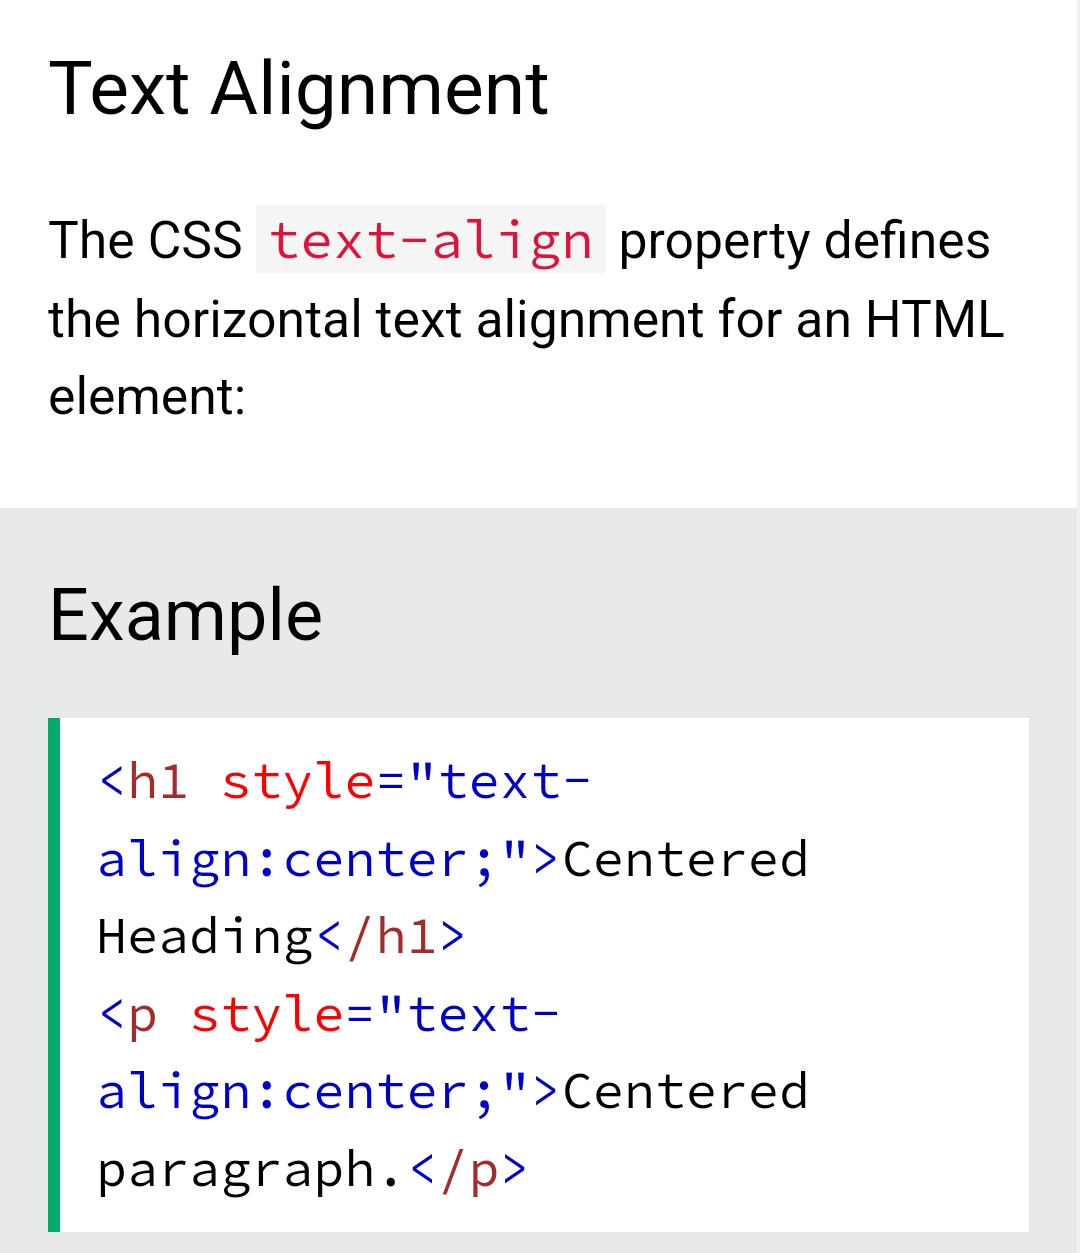 Text Alignment
The CSS text-align property defines
the horizontal text alignment for an HTML
element:
Example
<h1 style="text-
align:center;">Centered
Heading</h1>
<p style="text-
align:center;">Centered
paragraph.</p>